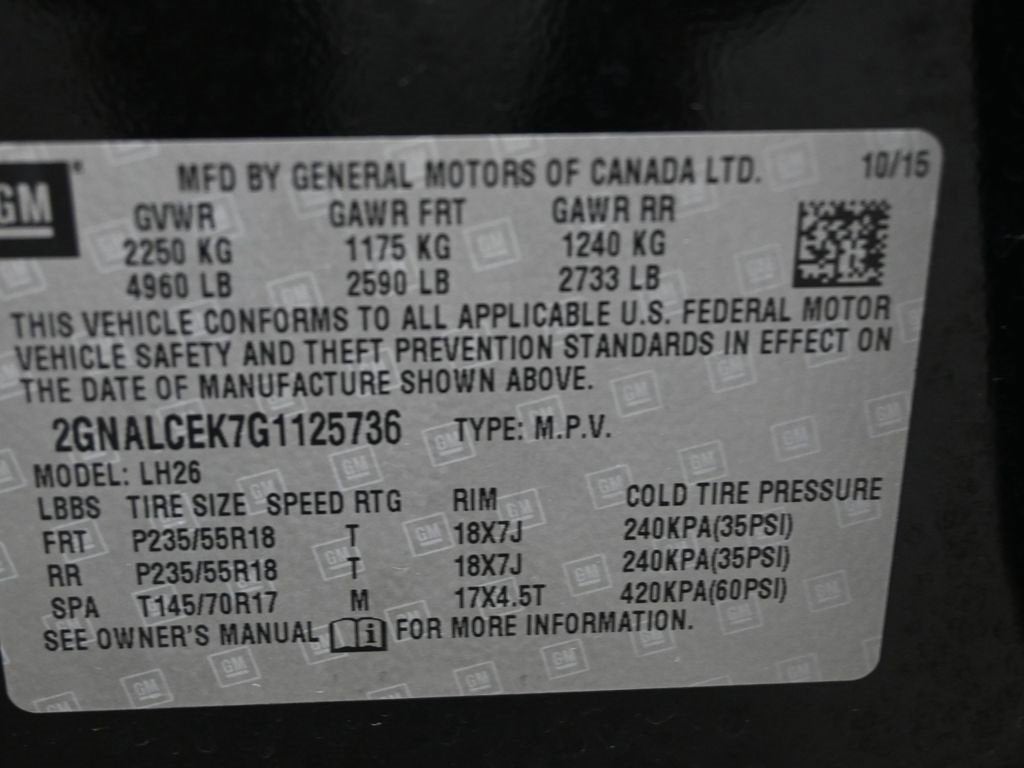 GM
MFD BY GENERAL MOTORS OF CANADA LTD. 10/15
GVWR GAWR FRT GAWR RR
2250 KG 1175 KG 1240 KG
4960 LB 2590 LB 2733 LB
THIS VEHICLE CONFORMS TO ALL APPLICABLE U.S. FEDERAL MOTOR
VEHICLE SAFETY AND THEFT PREVENTION STANDARDS IN EFFECT ON
THE DATE OF MANUFACTURE SHOWN ABOVE.
2GNALCEK7G1125736 TYPE: M.P.V.
MODEL: LH26
LBBS TIRE SIZE SPEED RTG RIM COLD TIRE PRESSURE
FRT P235/55R18 T 18X7J 240KPA(35PSI)
RR P235/55R18 T 18X7J 240KPA(35PSI)
SPA T145/70R17 M 17X4.5T 420KPA(60PSI)
SEE OWNER'S MANUAL i FOR MORE INFORMATION.